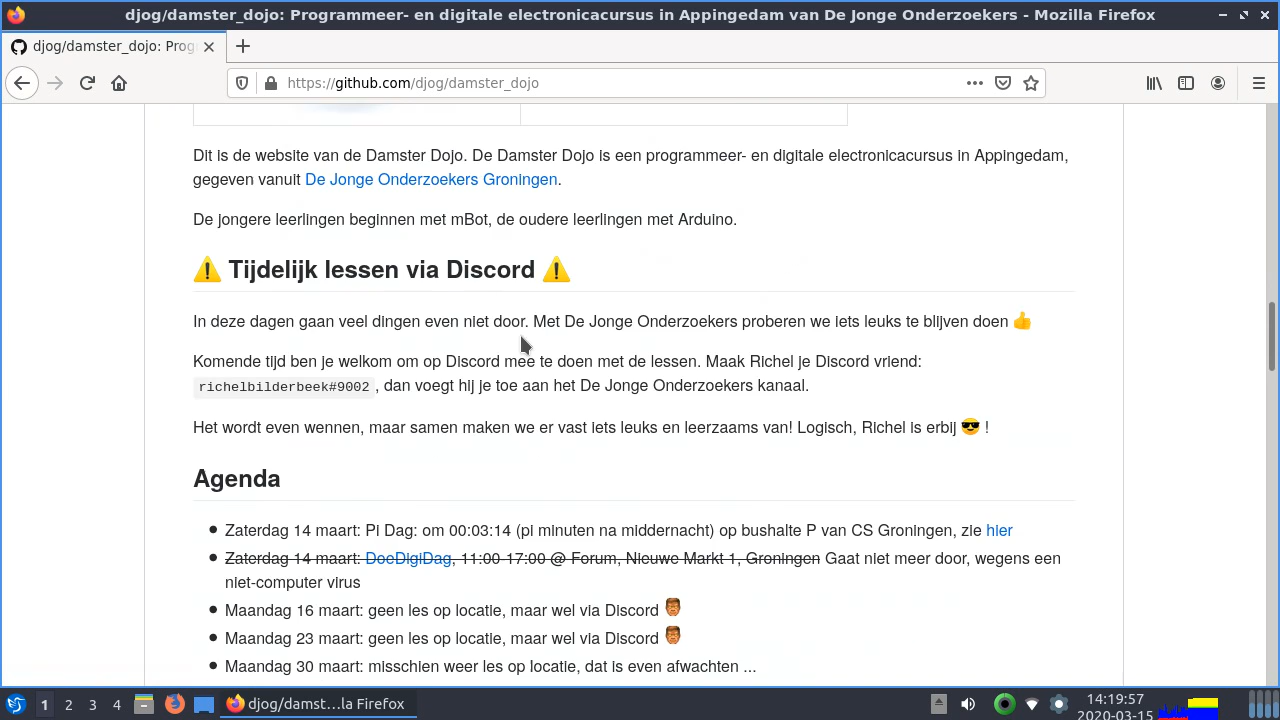 djog/damster_dojo: Programmeer- en digitale electronicacursus in Appingedam van De Jonge Onderzoekers - Mozilla Firefox
djog/damster_dojo: Prog
https://github.com/djog/damster_dojo
Dit is de website van de Damster Dojo. De Damster Dojo is een programmeer- en digitale electronicacursus in Appingedam,
gegeven vanuit De Jonge Onderzoekers Groningen.
De jongere leerlingen beginnen met mBot, de oudere leerlingen met Arduino.
⚠️ Tijdelijk lessen via Discord ⚠️
In deze dagen gaan veel dingen even niet door. Met De Jonge Onderzoekers proberen we iets leuks te blijven doen 👍
Komende tijd ben je welkom om op Discord mee te doen met de lessen. Maak Richel je Discord vriend:
richelbilderbeek#9002, dan voegt hij je toe aan het De Jonge Onderzoekers kanaal.
Het wordt even wennen, maar samen maken we er vast iets leuks en leerzaams van! Logisch, Richel is erbij 😎 !
Agenda
• Zaterdag 14 maart: Pi Dag: om 00:03:14 (pi minuten na middernacht) op bushalte P van CS Groningen, zie hier
• Zaterdag 14 maart: DoeDigiDag, 11:00-17:00 @ Forum, Nieuwe Markt 1, Groningen Gaat niet meer door, wegens een
niet-computer virus
• Maandag 16 maart: geen les op locatie, maar wel via Discord
• Maandag 23 maart: geen les op locatie, maar wel via Discord
• Maandag 30 maart: misschien weer les op locatie, dat is even afwachten ...
1 2 3 4 djog/damst...la Firefox 14:19:57
2020-03-15